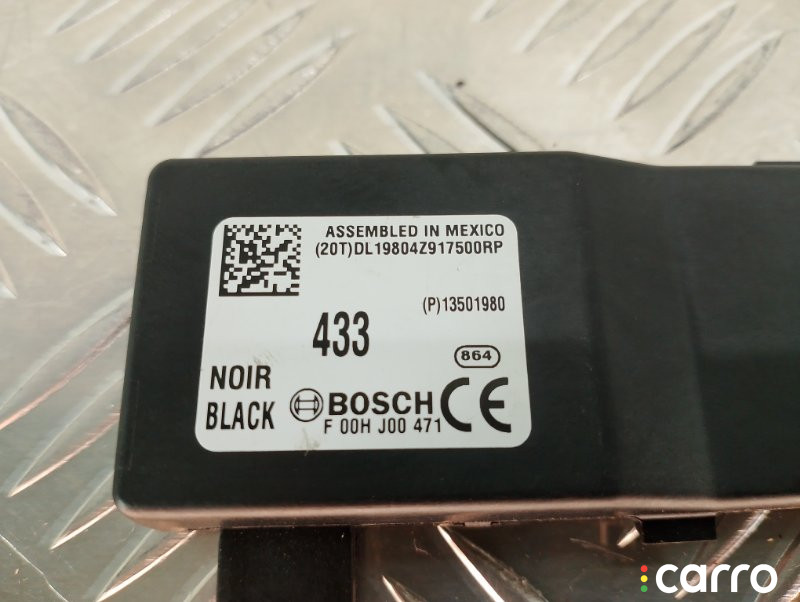 ASSEMBLED IN MEXICO
(20T)DL19804Z917500RP
(P)13501980
433
864
NOIR
BLACK
BOSCH
CE
F 00H J00 471
carro